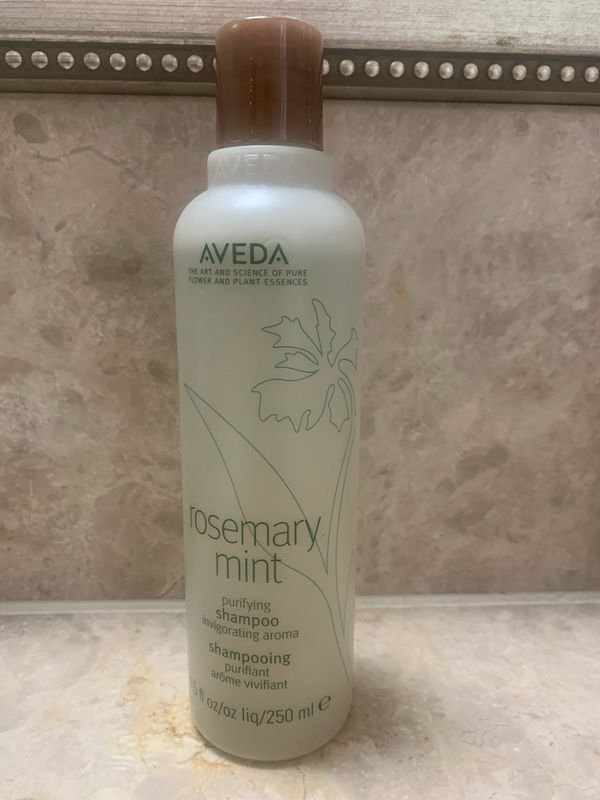 AVEDA
AVEDA
THE ART AND SCIENCE OF PURE
FLOWER AND PLANT ESSENCES
rosemary
mint
purifying
shampoo
invigorating aroma
shampooing
purifiant
arôme vivifiant
fl oz/oz liq/250 ml e